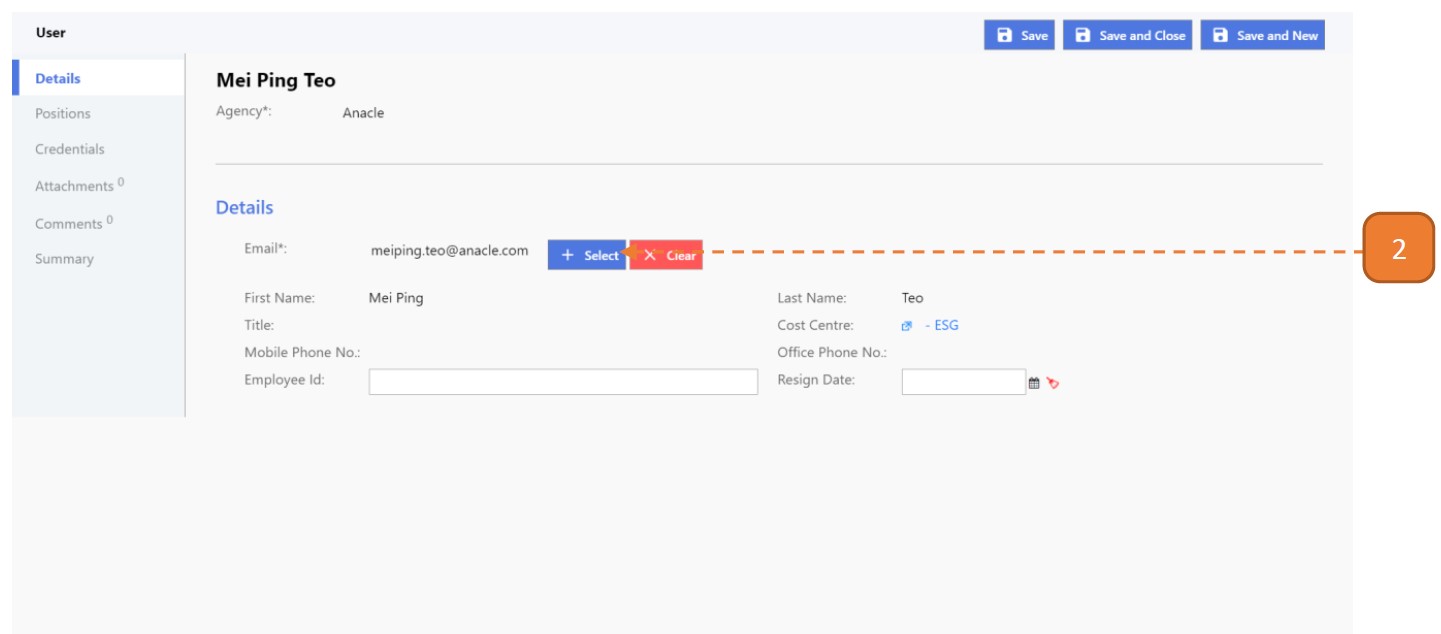 User
Save Save and Close Save and New
Details
Positions
Credentials
Attachments 0
Comments 0
Summary
Mei Ping Teo
Agency*: Anacle
Details
Email*: meiping.teo@anacle.com + Select X Clear
2
First Name: Mei Ping Last Name: Teo
Title: Cost Centre: - ESG
Mobile Phone No.: Office Phone No.:
Employee Id: Resign Date: